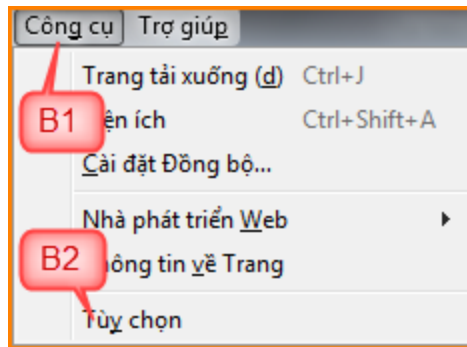 Công cụ Trợ giúp
Trang tải xuống (d) Ctrl+J
B1 ện ích Ctrl+Shift+A
Cài đặt Đồng bộ...
Nhà phát triển Web
B2 hông tin về Trang
Tùy chọn